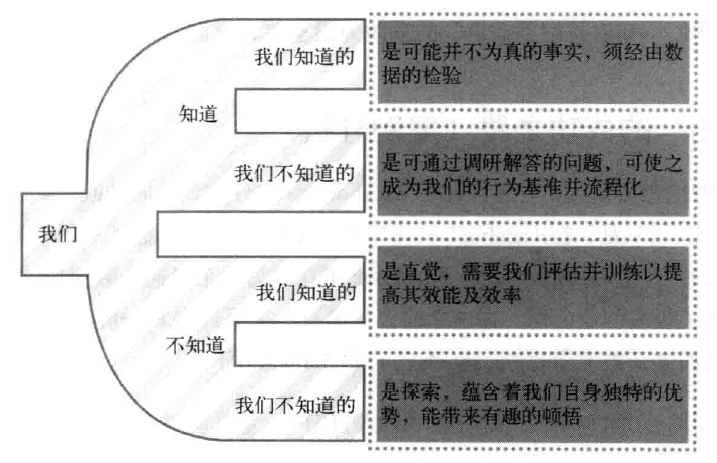 我们
知道
我们知道的
是可能并不为真的事实，须经由数
据的检验
我们不知道的
是可通过调研解答的问题，可使之
成为我们的行为基准并流程化
不知道
我们知道的
是直觉，需要我们评估并训练以提
高其效能及效率
我们不知道的
是探索，蕴含着我们自身独特的优
势，能带来有趣的顿悟